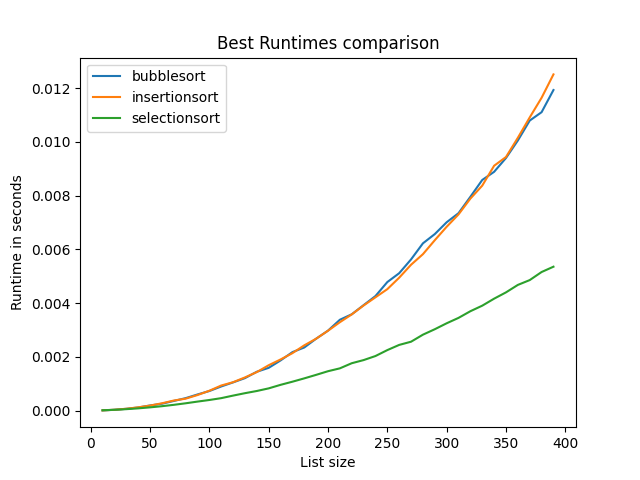 Best Runtimes comparison
bubblesort
insertionsort
selectionsort
0.012
0.010
0.008
0.006
0.004
0.002
0.000
Runtime in seconds
0 50 100 150 200 250 300 350 400
List size